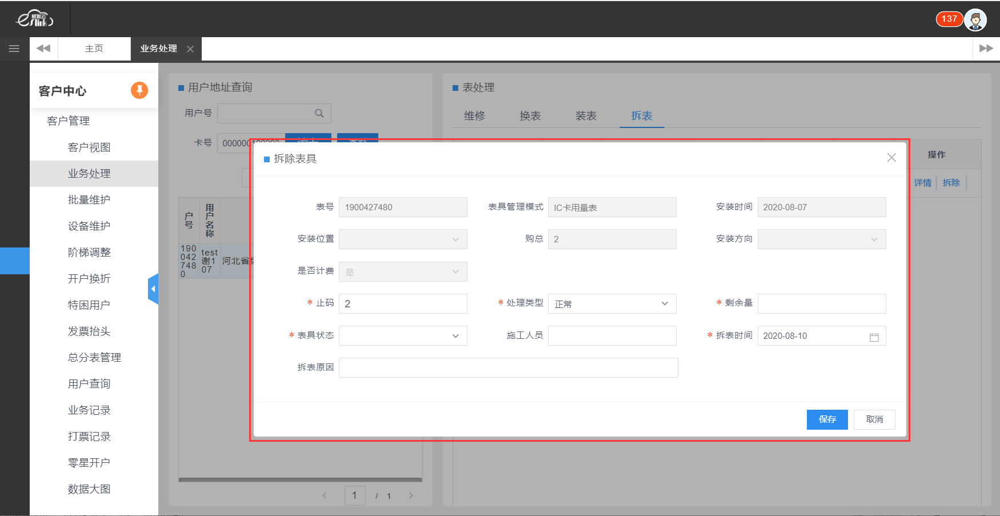 易联云
eslink
137
主页
业务处理
客户中心
客户管理
客户视图
业务处理
批量维护
设备维护
阶梯调整
开户换折
特困用户
发票抬头
总分表管理
用户查询
业务记录
打票记录
零星开户
数据大图
用户地址查询
用户号
卡号
户号
用户名称
190427480
test谢107
河北省
1 / 1
表处理
维修 换表 装表 拆表
操作
详情 拆除
拆除表具
表号 1900427480 表具管理模式 IC卡用量表 安装时间 2020-08-07
安装位置 购总 2 安装方向
是否计费 是
* 止码 2 * 处理类型 正常 * 剩余量
* 表具状态 施工人员 * 拆表时间 2020-08-10
拆表原因
保存 取消